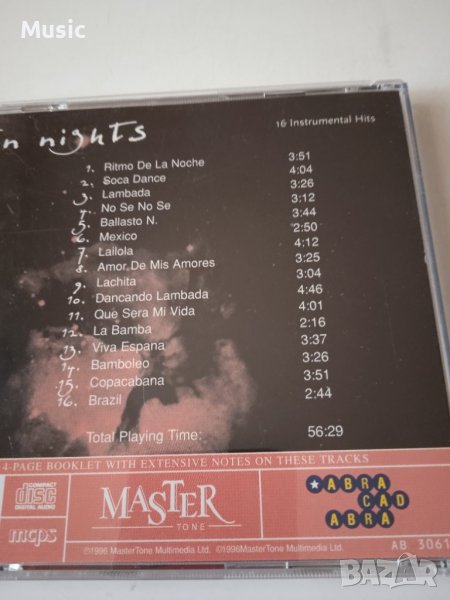 Music
n nights
16 Instrumental Hits
1. Ritmo De La Noche 3:51
2. Soca Dance 4:04
3. Lambada 3:26
4. No Se No Se 3:12
5. Ballasto N. 3:44
6. Mexico 2:50
7. Lailola 4:12
8. Amor De Mis Amores 3:25
9. Lachita 3:04
10. Dancando Lambada 4:46
11. Que Sera Mi Vida 4:01
12. La Bamba 2:16
13. Viva Espana 3:37
14. Bamboleo 3:26
15. Copacabana 3:51
16. Brazil 2:44
Total Playing Time: 56:29
4-PAGE BOOKLET WITH EXTENSIVE NOTES ON THESE TRACKS
COMPACT disc DIGITAL AUDIO
MASTER TONE
ABRA CAD ABRA
mcps
©1996 MasterTone Multimedia Ltd. ©1996 MasterTone Multimedia Ltd.
AB 3061
BAZAR